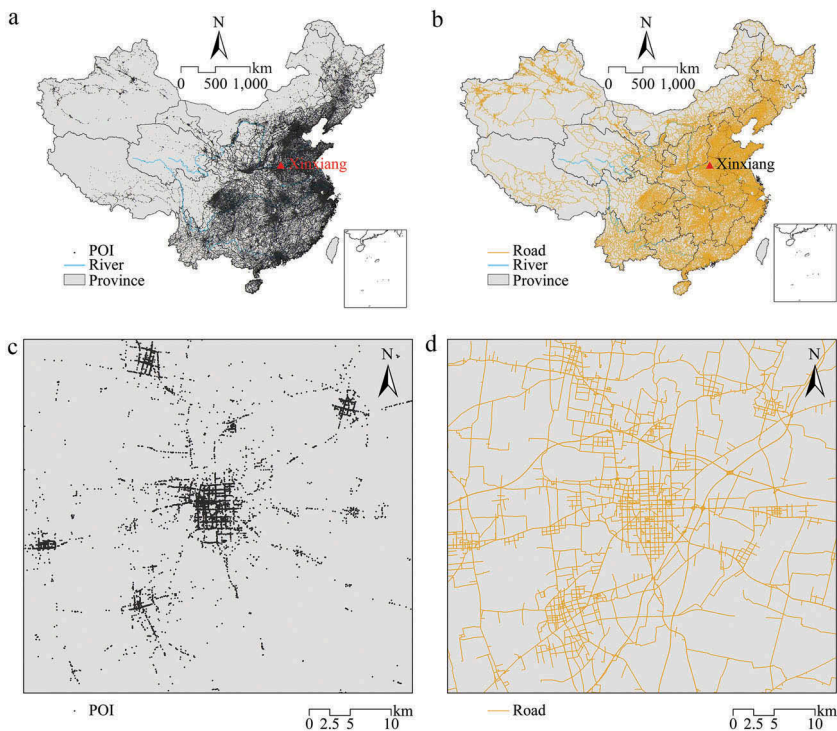 a
N
km
0 500 1,000
Xinxiang
POI
River
Province
b
N
km
0 500 1,000
Xinxiang
Road
River
Province
c
N
POI
km
0 2.5 5 10
d
N
Road
km
0 2.5 5 10